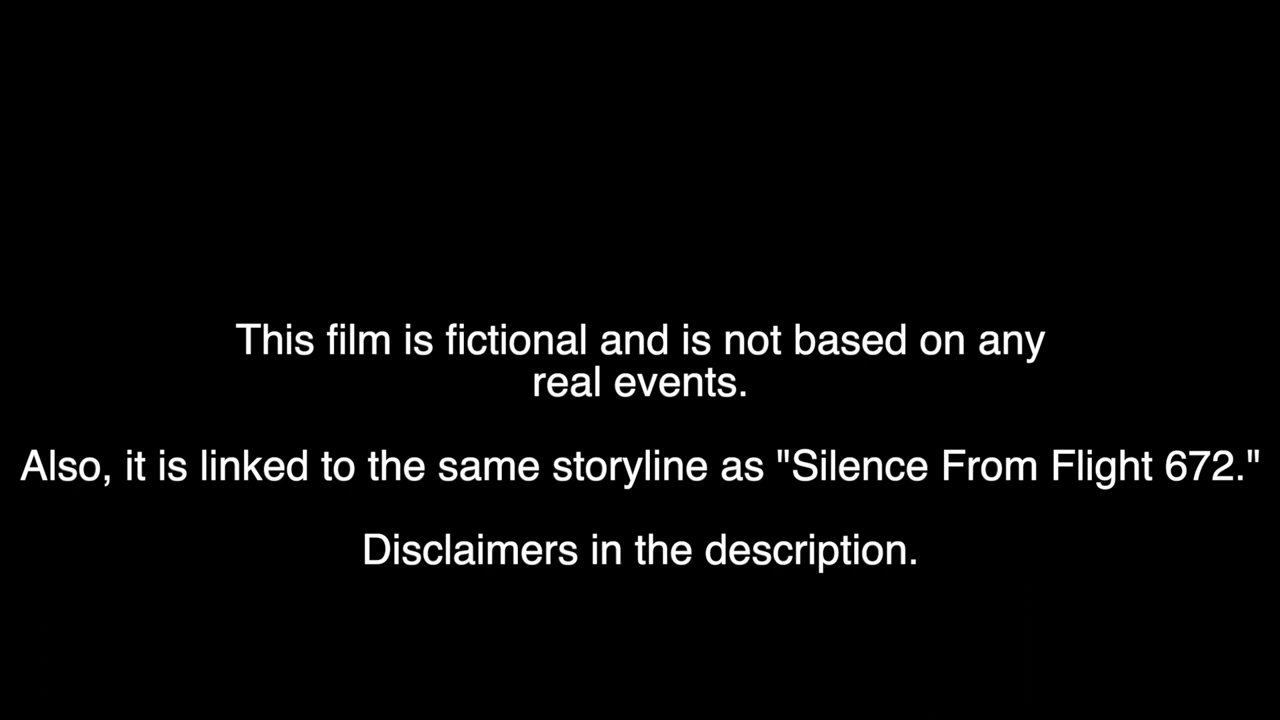 This film is fictional and is not based on any
real events.
Also, it is linked to the same storyline as "Silence From Flight 672."
Disclaimers in the description.